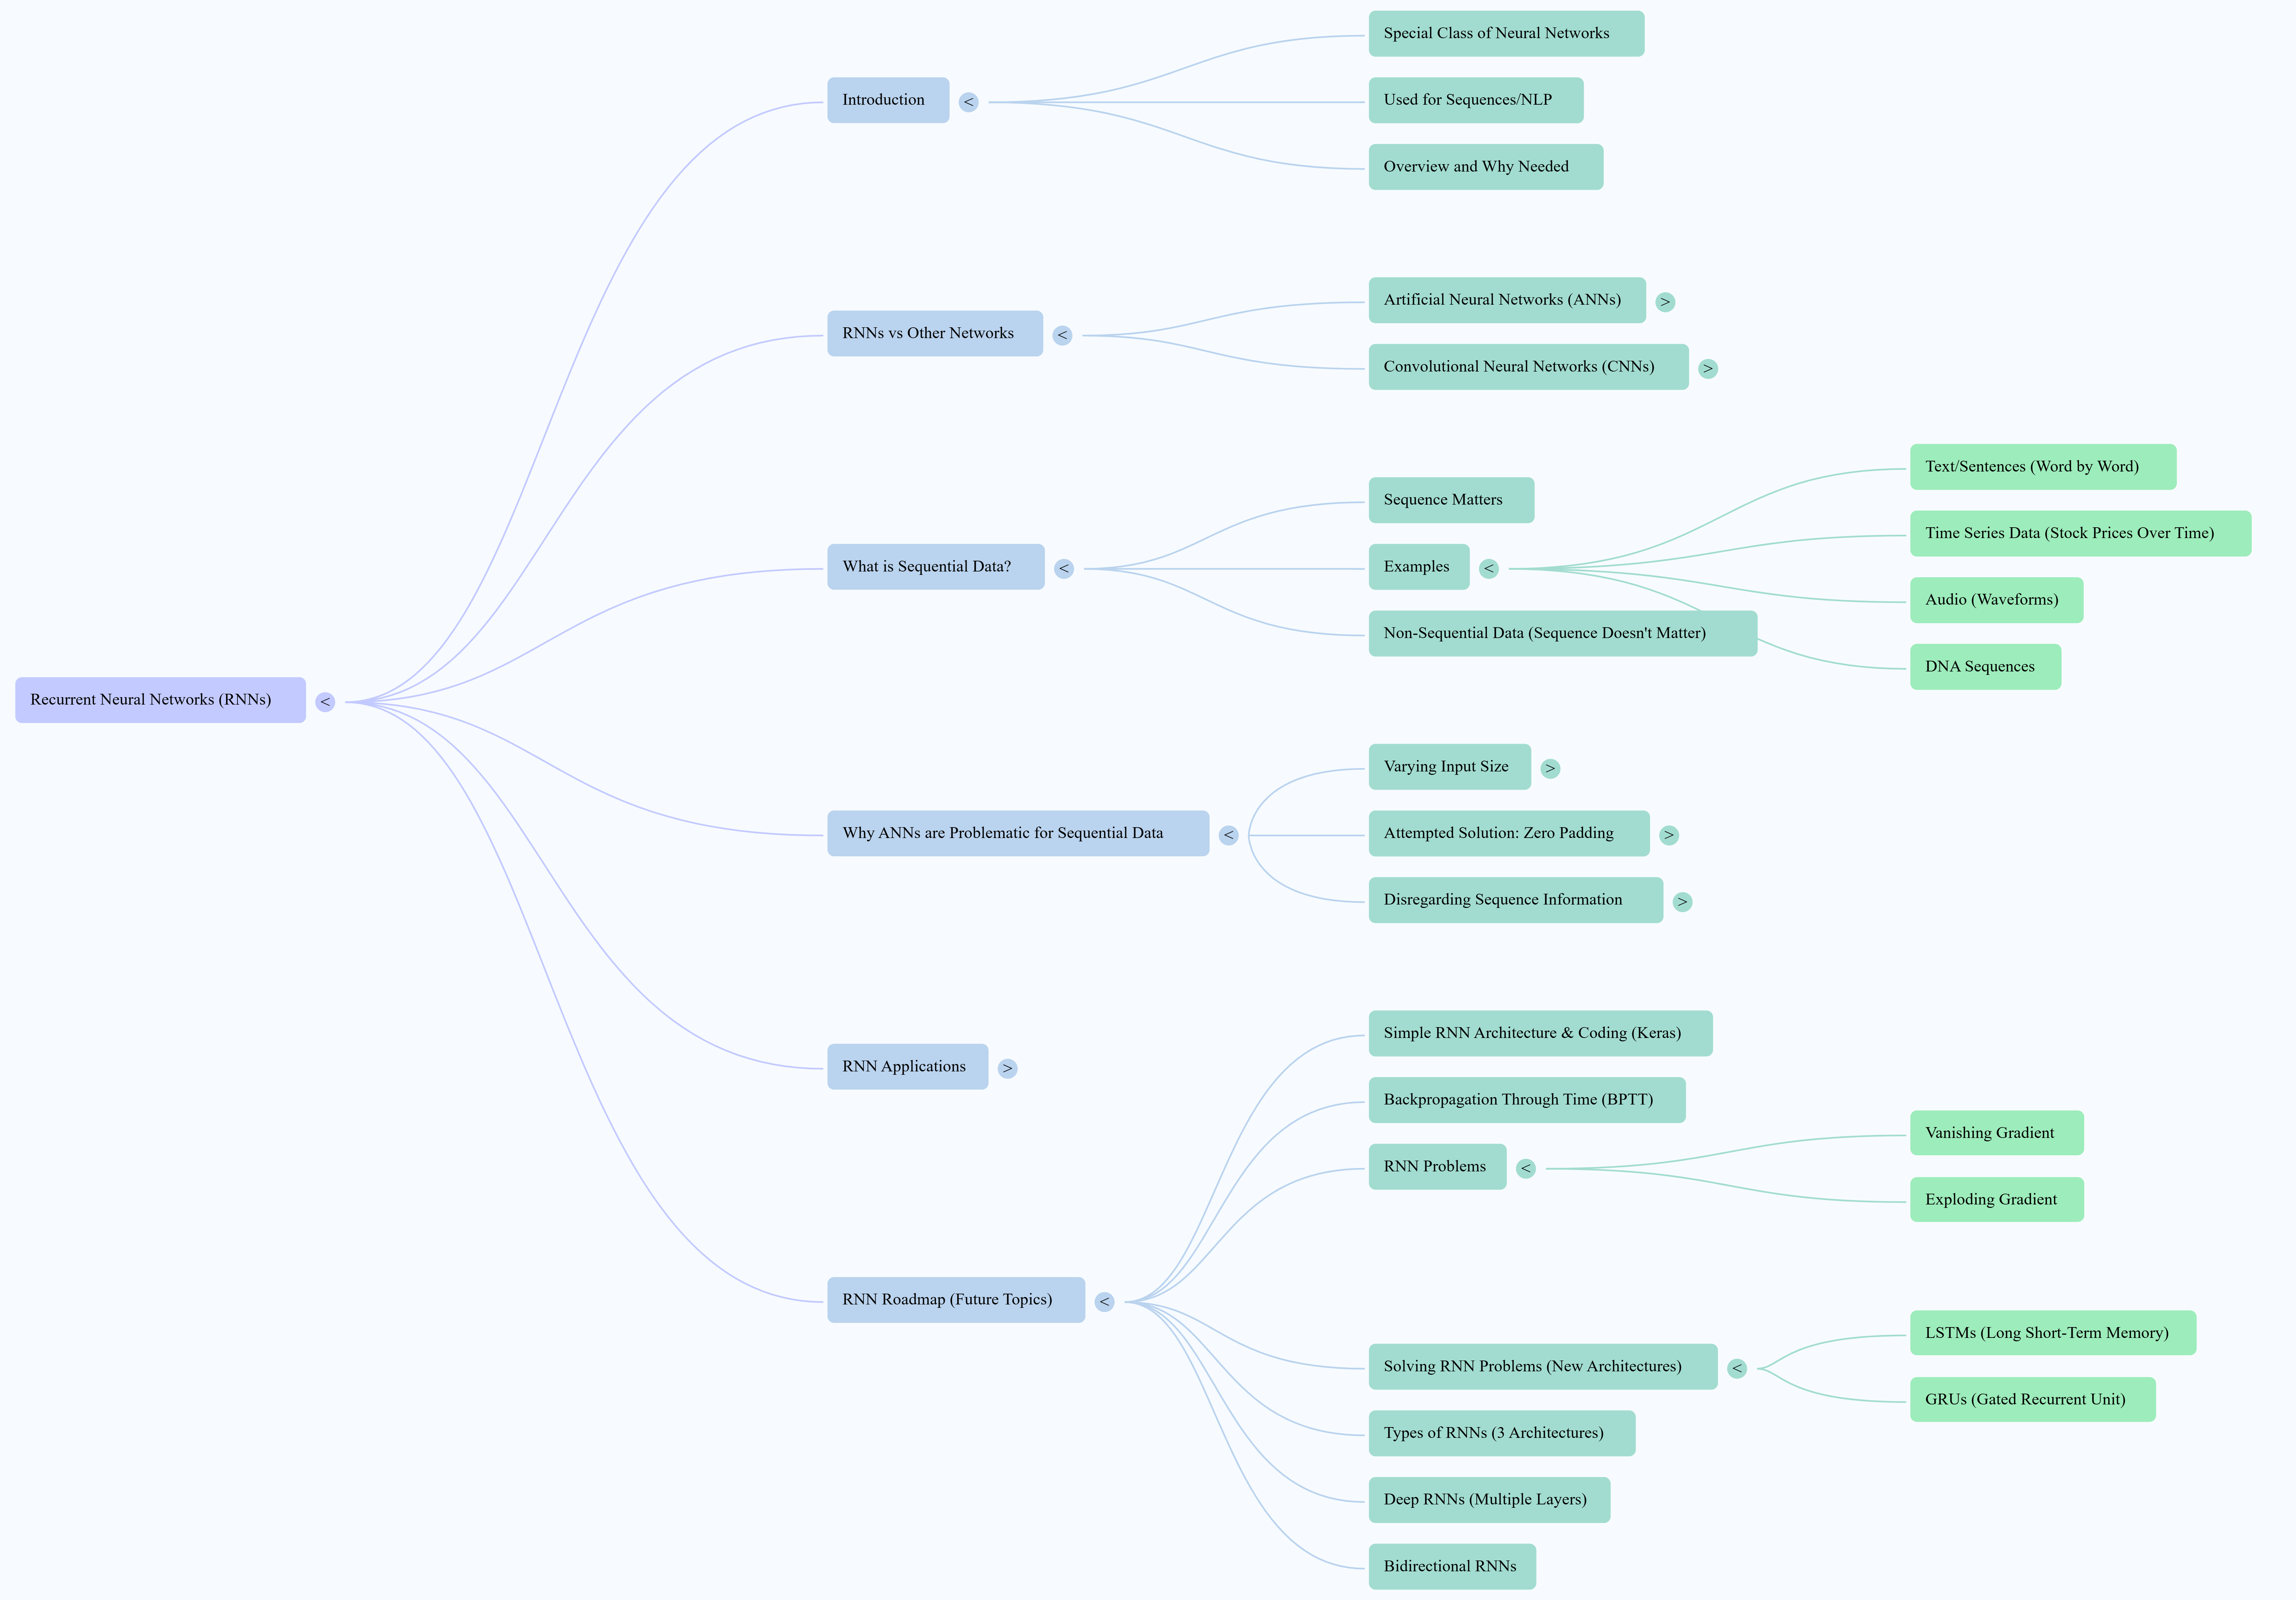 Recurrent Neural Networks (RNNs) <
Introduction <
Special Class of Neural Networks
Used for Sequences/NLP
Overview and Why Needed
RNNs vs Other Networks <
Artificial Neural Networks (ANNs) >
Convolutional Neural Networks (CNNs) >
What is Sequential Data? <
Sequence Matters
Examples <
Text/Sentences (Word by Word)
Time Series Data (Stock Prices Over Time)
Audio (Waveforms)
DNA Sequences
Non-Sequential Data (Sequence Doesn't Matter)
Why ANNs are Problematic for Sequential Data <
Varying Input Size >
Attempted Solution: Zero Padding >
Disregarding Sequence Information >
RNN Applications >
RNN Roadmap (Future Topics) <
Simple RNN Architecture & Coding (Keras)
Backpropagation Through Time (BPTT)
RNN Problems <
Vanishing Gradient
Exploding Gradient
Solving RNN Problems (New Architectures) <
LSTMs (Long Short-Term Memory)
GRUs (Gated Recurrent Unit)
Types of RNNs (3 Architectures)
Deep RNNs (Multiple Layers)
Bidirectional RNNs